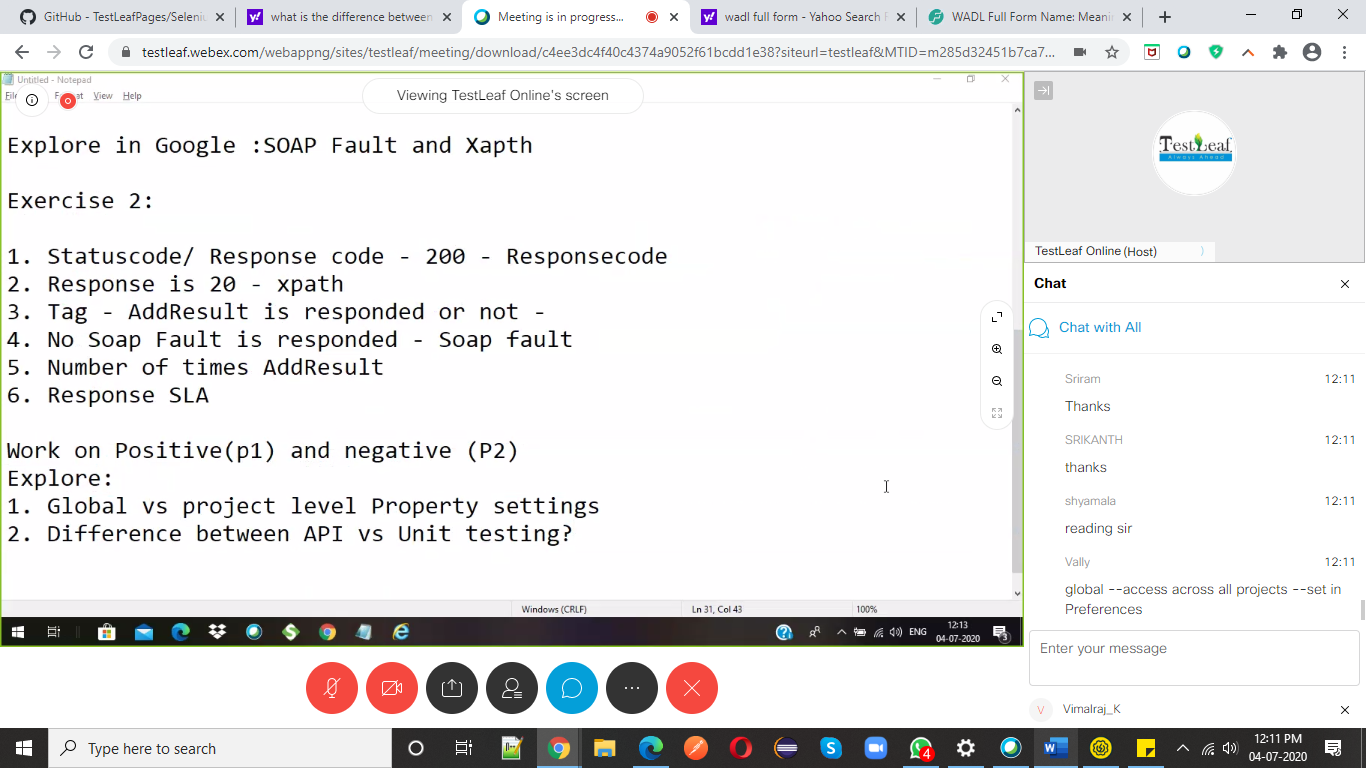 GitHub - TestLeafPages/Seleniu
what is the difference between
Meeting is in progress...
wadl full form - Yahoo Search R
WADL Full Form Name: Meani
testleaf.webex.com/webappng/sites/testleaf/meeting/download/c4ee3dc4f40c4374a9052f61bcdd1e38?siteurl=testleaf&MTID=m285d32451b7ca7...
Untitled - Notepad
View Help
Viewing TestLeaf Online's screen
Explore in Google :SOAP Fault and Xapth
Exercise 2:
1. Statuscode/ Response code - 200 - Responsecode
2. Response is 20 - xpath
3. Tag - AddResult is responded or not -
4. No Soap Fault is responded - Soap fault
5. Number of times AddResult
6. Response SLA
Work on Positive(p1) and negative (P2)
Explore:
1. Global vs project level Property settings
2. Difference between API vs Unit testing?
Windows (CRLF)
Ln 31, Col 43
100%
ENG
12:13
04-07-2020
3
TestLeaf
Always Ahead
TestLeaf Online (Host)
Chat
Chat with All
Sriram 12:11
Thanks
SRIKANTH 12:11
thanks
shyamala 12:11
reading sir
Vally 12:11
global --access across all projects --set in
Preferences
Enter your message
V Vimalraj_K
Type here to search
4
12:11 PM
04-07-2020